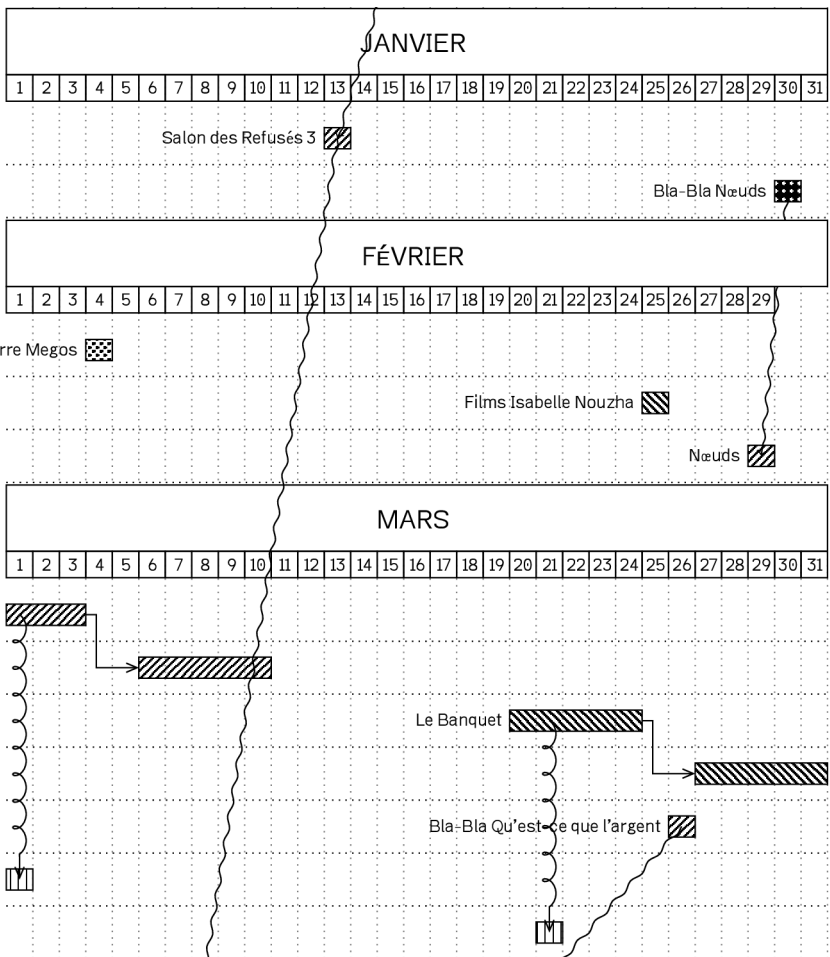 JANVIER
1 2 3 4 5 6 7 8 9 10 11 12 13 14 15 16 17 18 19 20 21 22 23 24 25 26 27 28 29 30 31
Salon des Refusés 3
Bla-Bla Nœuds
FÉVRIER
1 2 3 4 5 6 7 8 9 10 11 12 13 14 15 16 17 18 19 20 21 22 23 24 25 26 27 28 29
rre Megos
Films Isabelle Nouzha
Nœuds
MARS
1 2 3 4 5 6 7 8 9 10 11 12 13 14 15 16 17 18 19 20 21 22 23 24 25 26 27 28 29 30 31
Le Banquet
Bla-Bla Qu'est-ce que l'argent